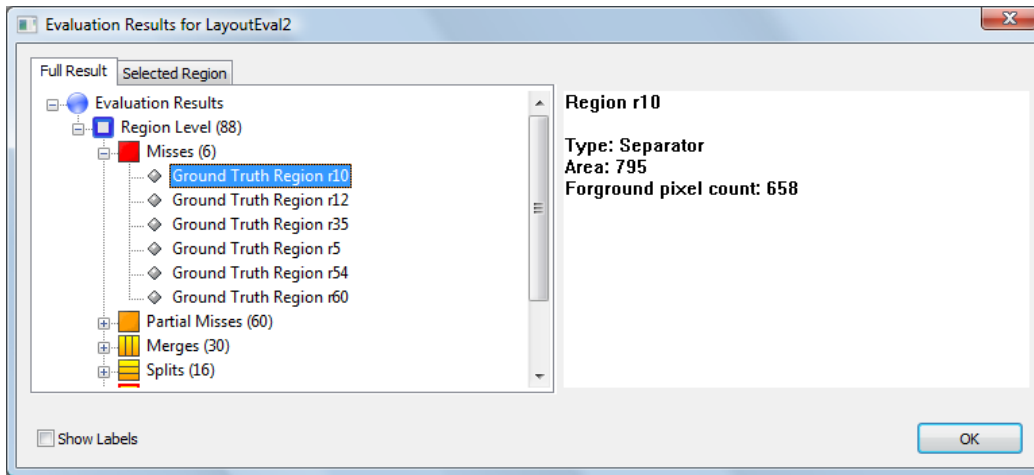 Evaluation Results for LayoutEval2
Full Result
Selected Region
Evaluation Results
Region Level (88)
Misses (6)
Ground Truth Region r10
Ground Truth Region r12
Ground Truth Region r35
Ground Truth Region r5
Ground Truth Region r54
Ground Truth Region r60
Partial Misses (60)
Merges (30)
Splits (16)
Region r10
Type: Separator
Area: 795
Forground pixel count: 658
Show Labels
OK